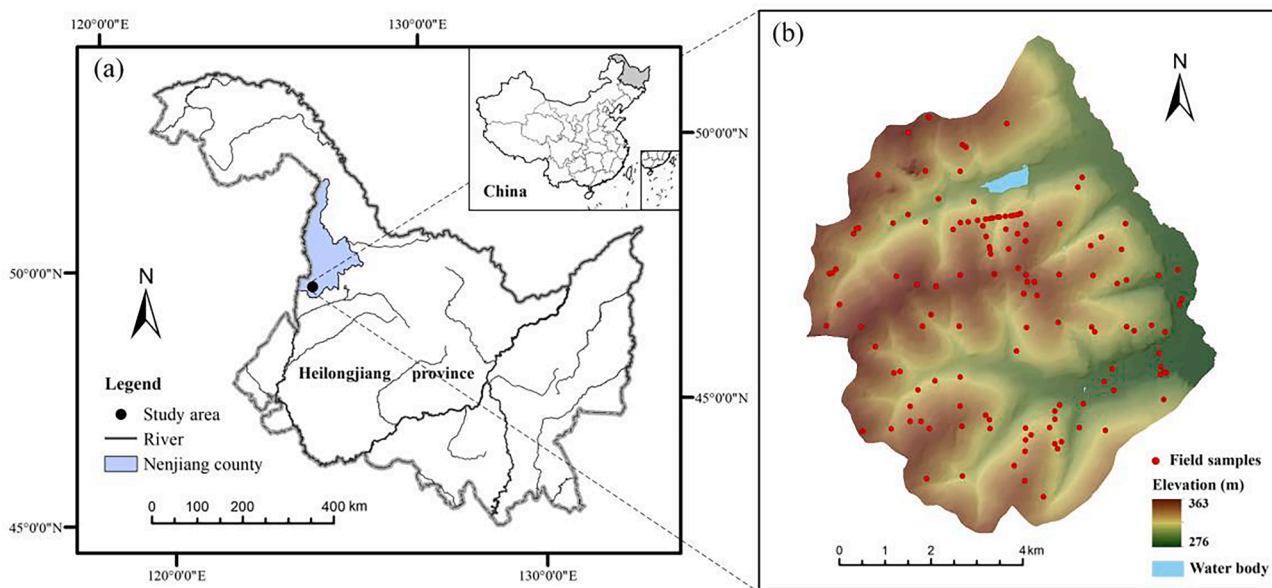 120°0'0"E
130°0'0"E
(a)
China
50°0'0"N
50°0'0"N
N
Heilongjiang province
Legend
Study area
River
Nenjiang county
0 100 200 400 km
45°0'0"N
45°0'0"N
120°0'0"E
130°0'0"E
(b)
N
Field samples
Elevation (m)
363
276
Water body
0 1 2 4 km